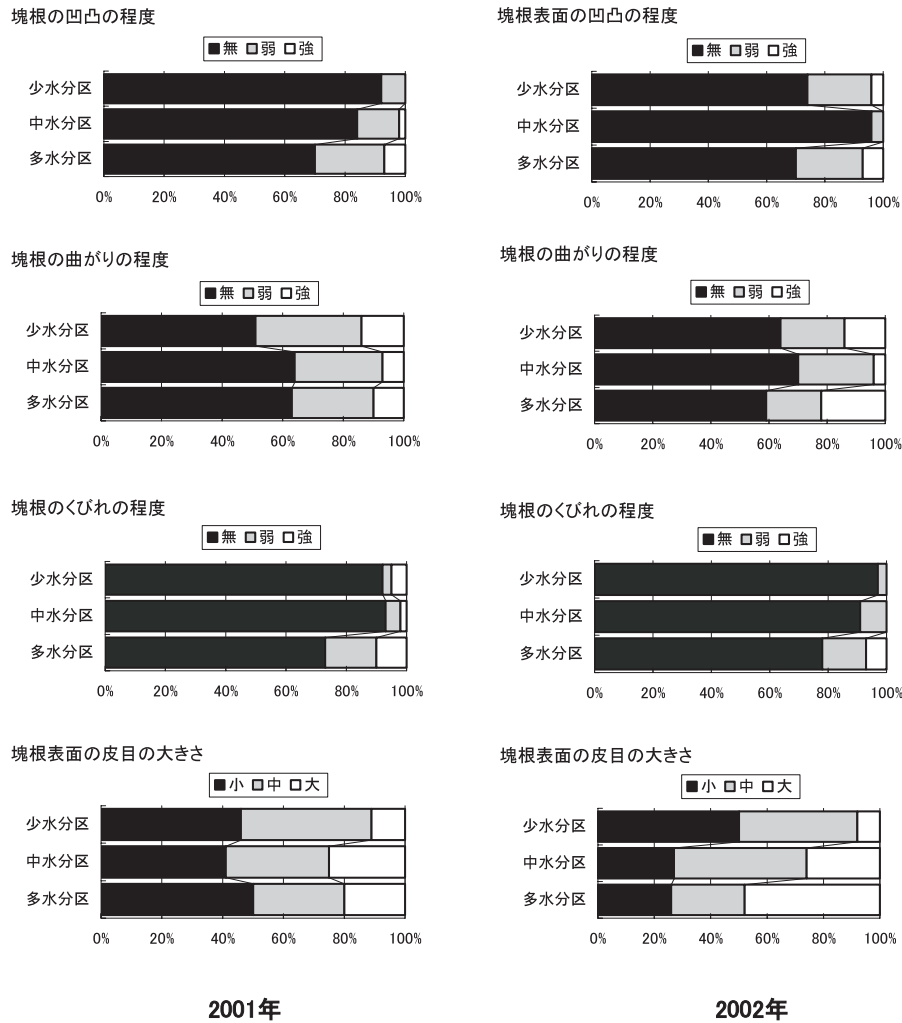 塊根の凹凸の程度
■無 □弱 □強
少水分区
中水分区
多水分区
0% 20% 40% 60% 80% 100%
塊根の曲がりの程度
■無 □弱 □強
少水分区
中水分区
多水分区
0% 20% 40% 60% 80% 100%
塊根のくびれの程度
■無 □弱 □強
少水分区
中水分区
多水分区
0% 20% 40% 60% 80% 100%
塊根表面の皮目の大きさ
■小 □中 □大
少水分区
中水分区
多水分区
0% 20% 40% 60% 80% 100%
2001年
塊根表面の凹凸の程度
■無 □弱 □強
少水分区
中水分区
多水分区
0% 20% 40% 60% 80% 100%
塊根の曲がりの程度
■無 □弱 □強
少水分区
中水分区
多水分区
0% 20% 40% 60% 80% 100%
塊根のくびれの程度
■無 □弱 □強
少水分区
中水分区
多水分区
0% 20% 40% 60% 80% 100%
塊根表面の皮目の大きさ
■小 □中 □大
少水分区
中水分区
多水分区
0% 20% 40% 60% 80% 100%
2002年